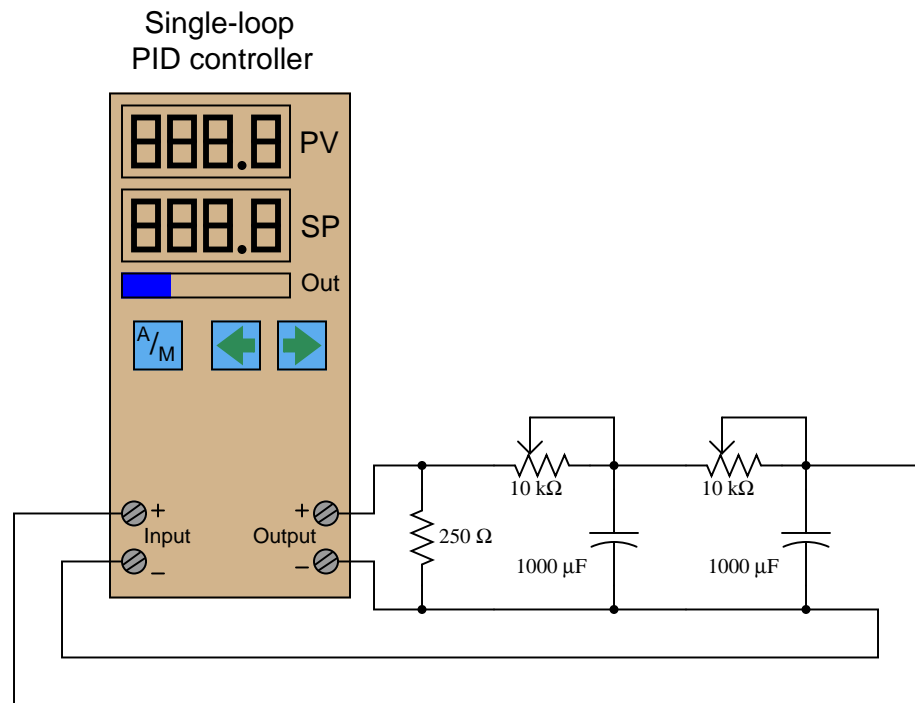 Single-loop
PID controller
888.8 PV
888.8 SP
Out
A/M
+ Input Output +
– –
250 Ω
10 kΩ 10 kΩ
1000 μF 1000 μF